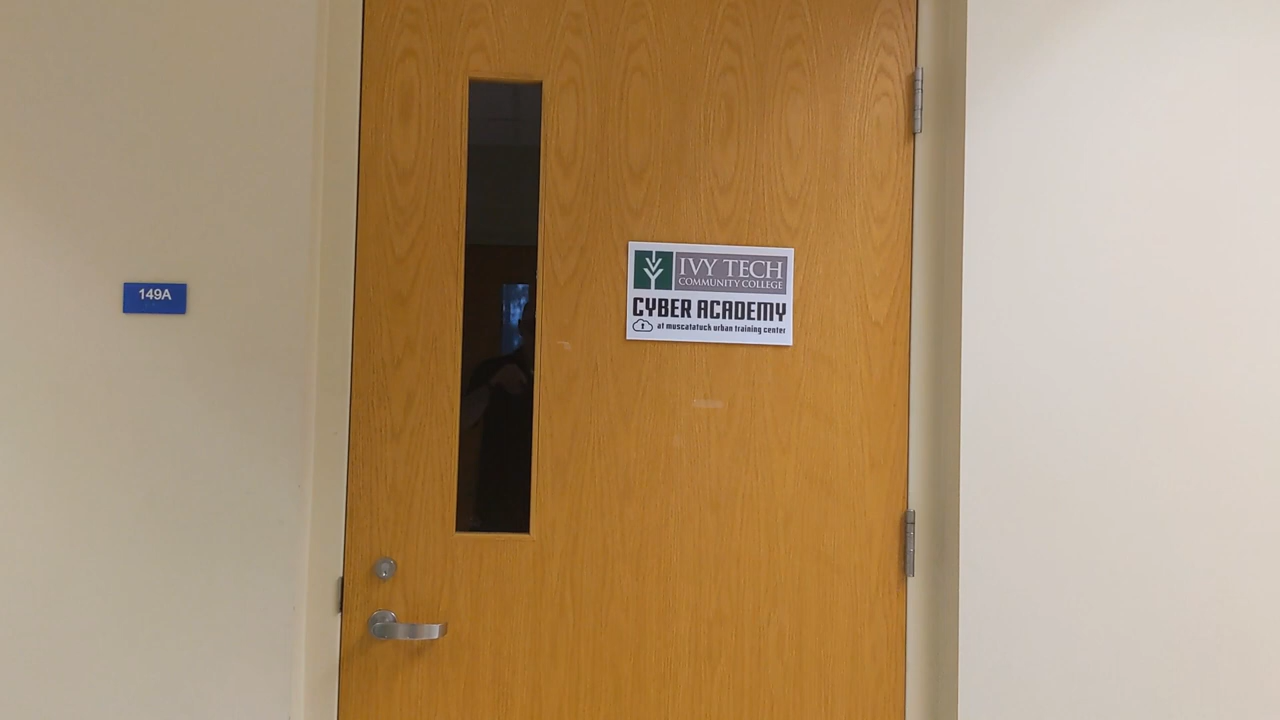 149A
IVY TECH
COMMUNITY COLLEGE
CYBER ACADEMY
at muscatatuck urban training center